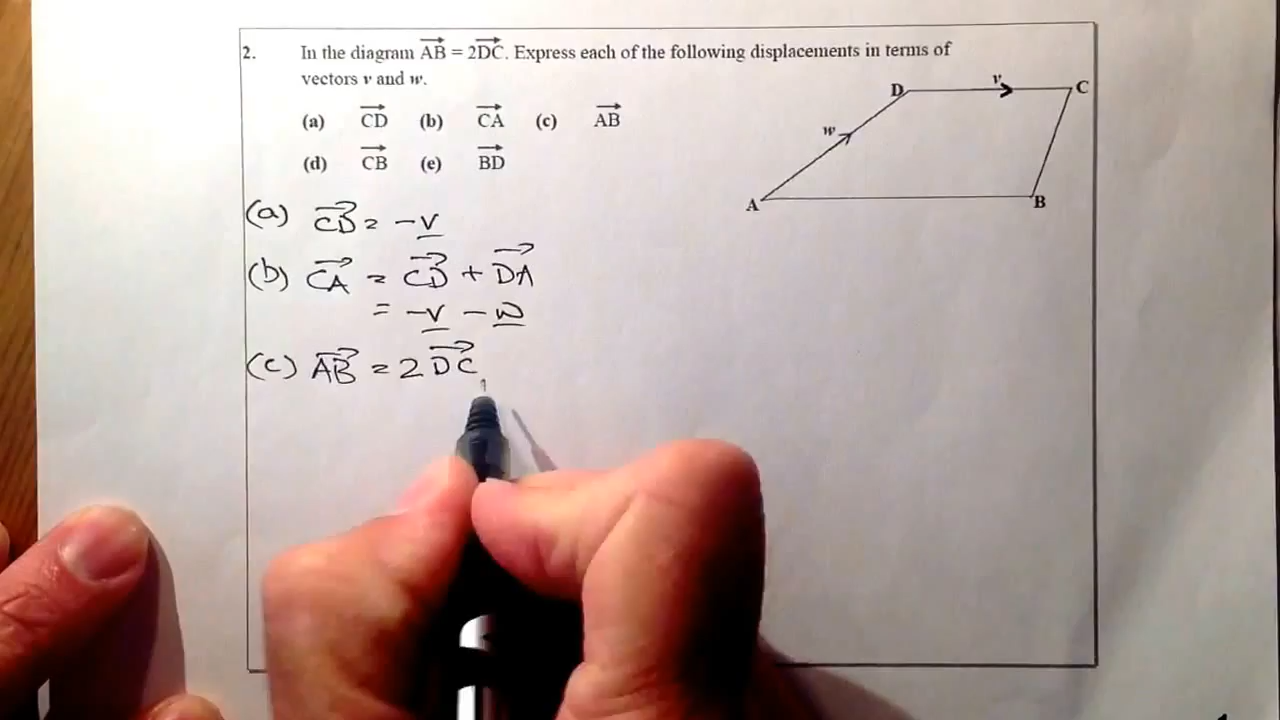 2. In the diagram AB = 2DC. Express each of the following displacements in terms of
vectors v and w.
(a) CD (b) CA (c) AB
(d) CB (e) BD
D v C
w
A B
(a) CD = -v
(b) CA = CD + DA
= -v - w
(c) AB = 2DC